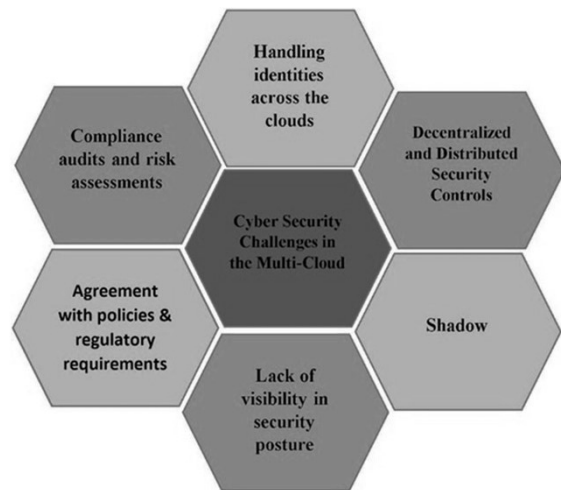 Handling
identities
across the
clouds
Compliance
audits and risk
assessments
Decentralized
and Distributed
Security
Controls
Cyber Security
Challenges in
the Multi-Cloud
Agreement
with policies &
regulatory
requirements
Shadow
Lack of
visibility in
security
posture